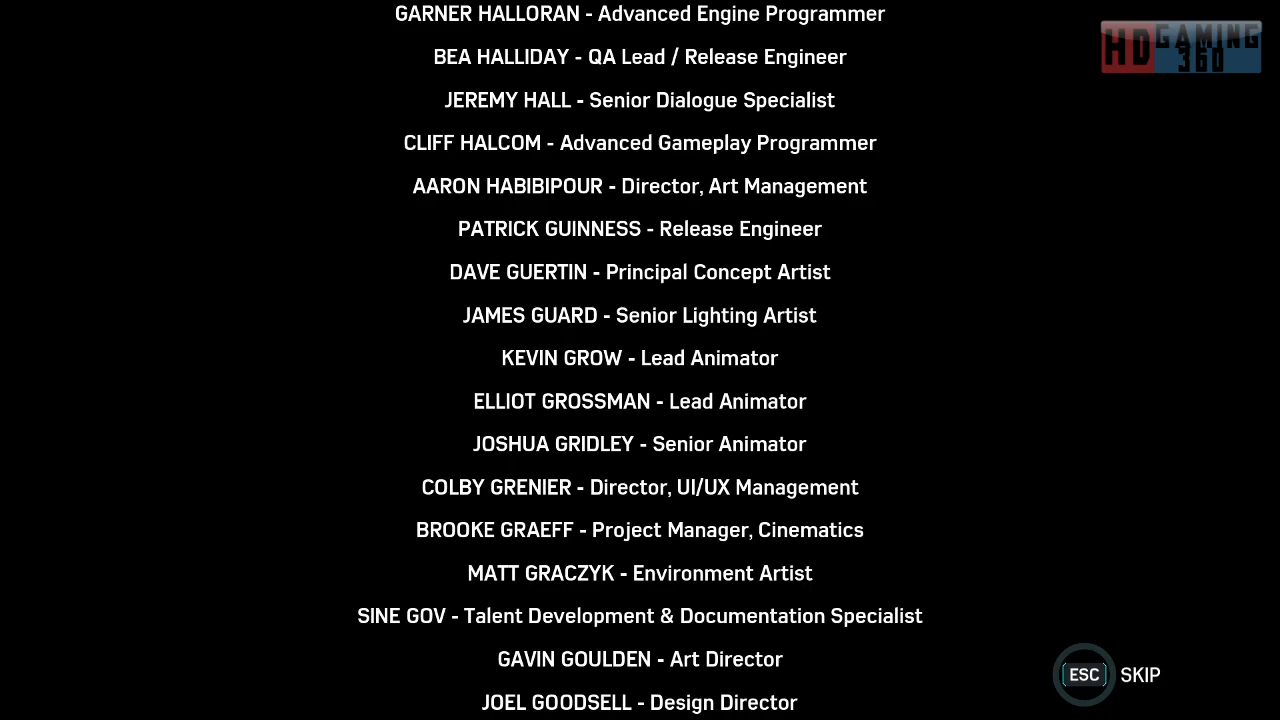 GARNER HALLORAN - Advanced Engine Programmer
BEA HALLIDAY - QA Lead / Release Engineer
JEREMY HALL - Senior Dialogue Specialist
CLIFF HALCOM - Advanced Gameplay Programmer
AARON HABIBIPOUR - Director, Art Management
PATRICK GUINNESS - Release Engineer
DAVE GUERTIN - Principal Concept Artist
JAMES GUARD - Senior Lighting Artist
KEVIN GROW - Lead Animator
ELLIOT GROSSMAN - Lead Animator
JOSHUA GRIDLEY - Senior Animator
COLBY GRENIER - Director, UI/UX Management
BROOKE GRAEFF - Project Manager, Cinematics
MATT GRACZYK - Environment Artist
SINE GOV - Talent Development & Documentation Specialist
GAVIN GOULDEN - Art Director
JOEL GOODSELL - Design Director
HD GAMING
360
ESC SKIP